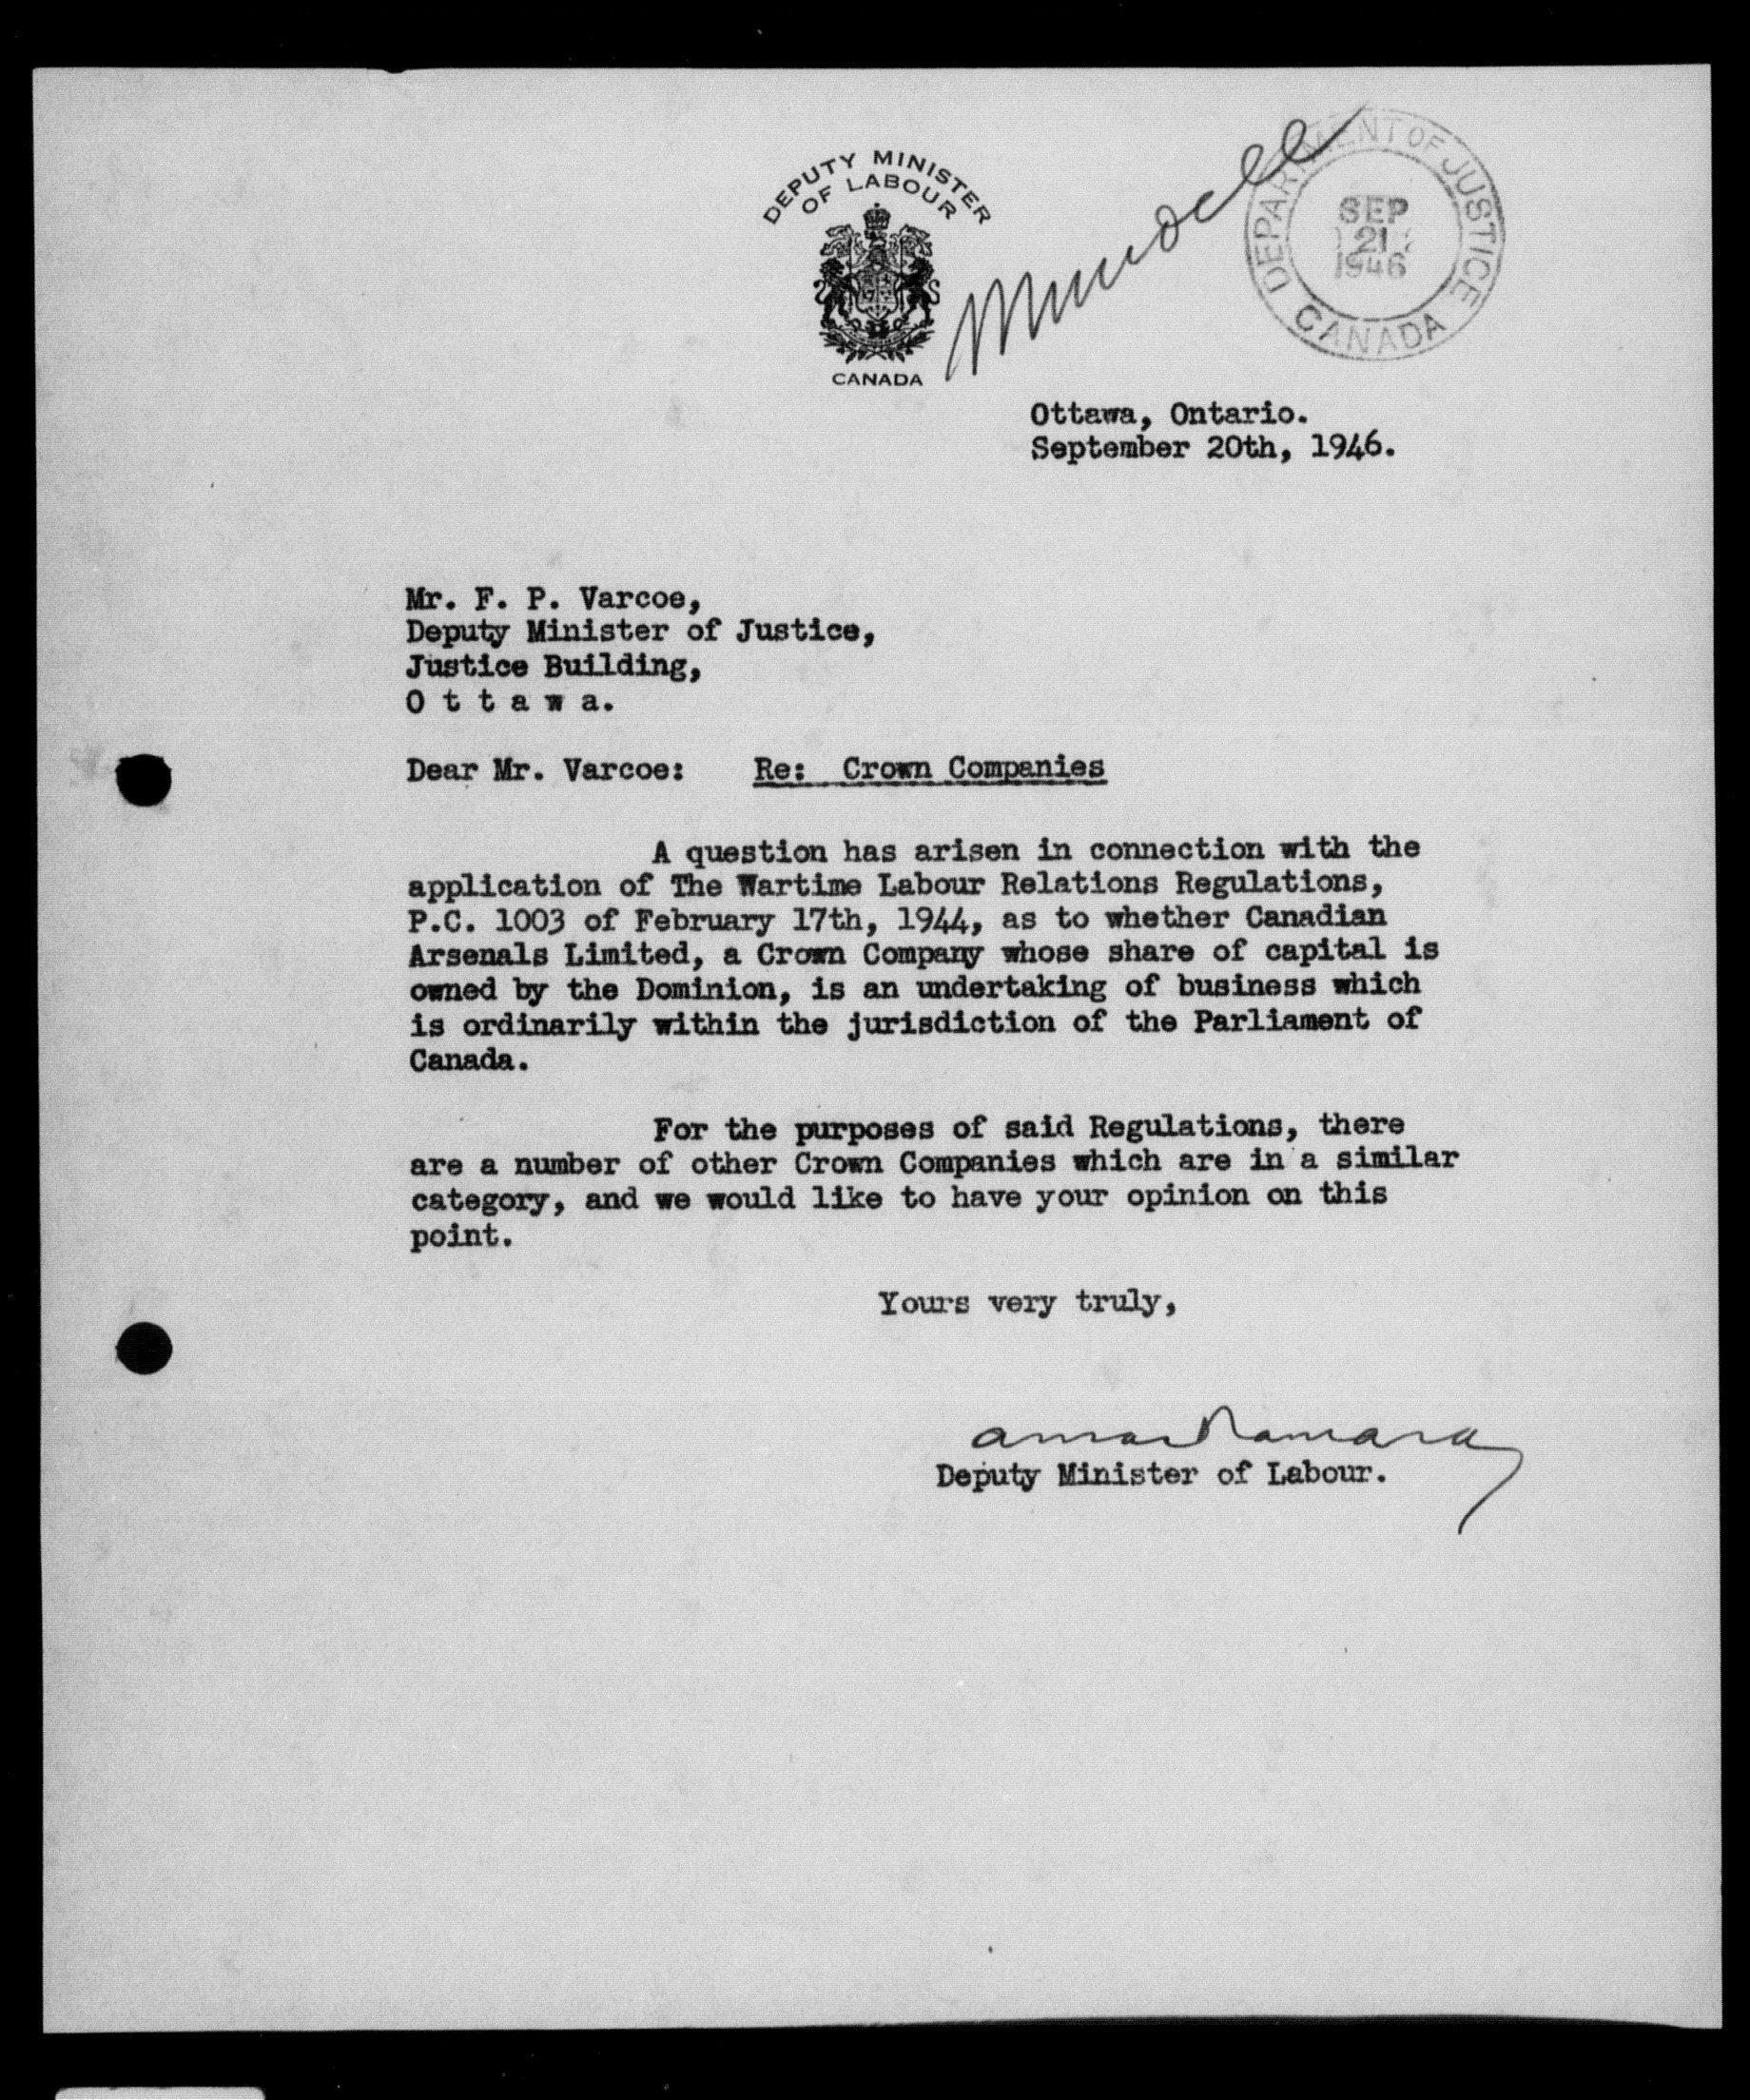 DEPUTY MINISTER
OF LABOUR
CANADA
Mundell
DEPARTMENT OF JUSTICE
SEP
21
1946
CANADA
Ottawa, Ontario.
September 20th, 1946.
Mr. F. P. Varcoe,
Deputy Minister of Justice,
Justice Building,
O t t a w a.
Dear Mr. Varcoe: Re: Crown Companies
A question has arisen in connection with the
application of The Wartime Labour Relations Regulations,
P.C. 1003 of February 17th, 1944, as to whether Canadian
Arsenals Limited, a Crown Company whose share of capital is
owned by the Dominion, is an undertaking of business which
is ordinarily within the jurisdiction of the Parliament of
Canada.
For the purposes of said Regulations, there
are a number of other Crown Companies which are in a similar
category, and we would like to have your opinion on this
point.
Yours very truly,
Deputy Minister of Labour.